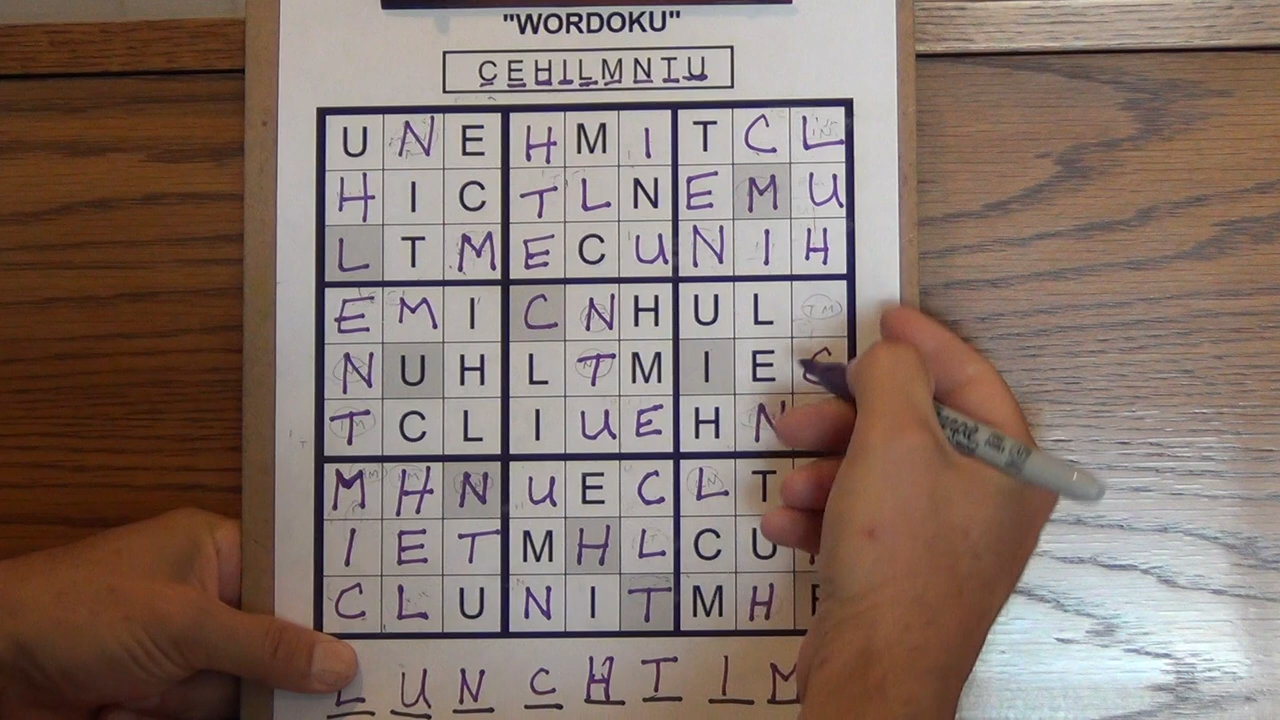 "WORDOKU"
CEHILMNTU
U N E H M I T C L
H I C T L N E M U
L T M E C U N I H
E M I C N H U L
N U H L T M I E C
T C L I U E H N
M H N U E C L T
I E T M H L C U
C L U N I T M H
L U N C H T I M